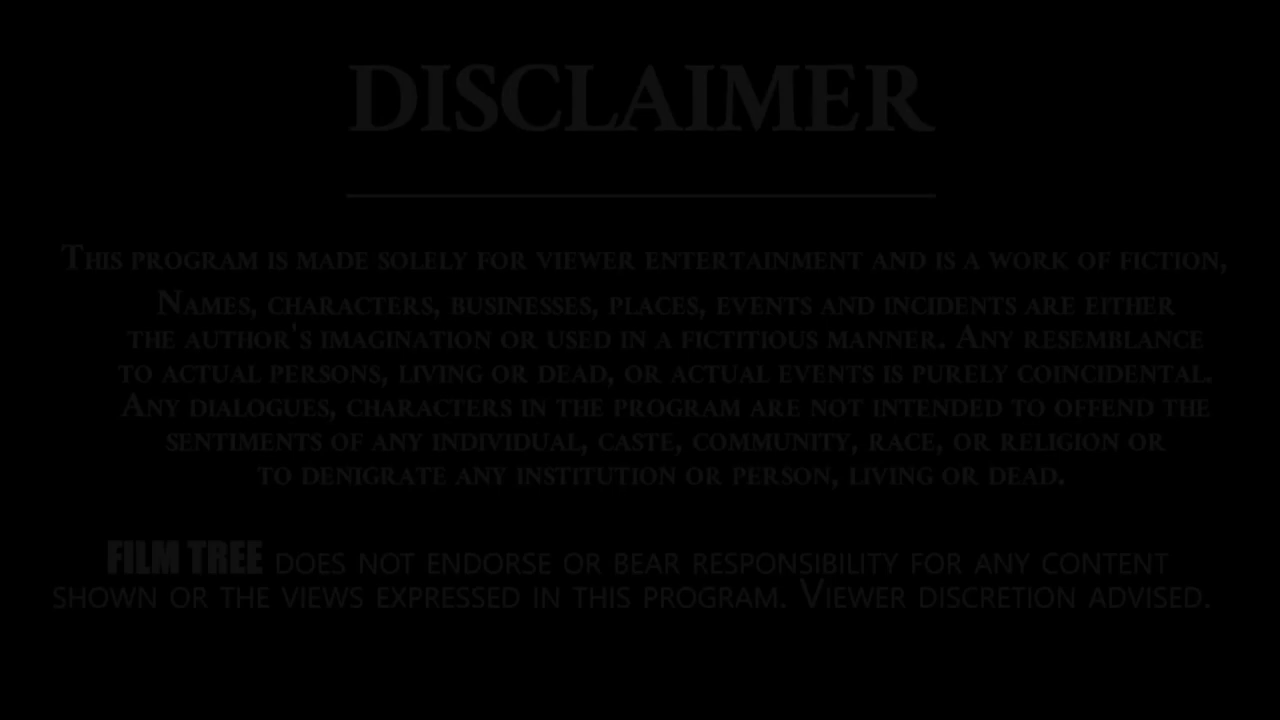 DISCLAIMER
This program is made solely for viewer entertainment and is a work of fiction,
Names, characters, businesses, places, events and incidents are either
the author's imagination or used in a fictitious manner. Any resemblance
to actual persons, living or dead, or actual events is purely coincidental.
Any dialogues, characters in the program are not intended to offend the
sentiments of any individual, caste, community, race, or religion or
to denigrate any institution or person, living or dead.
FILM TREE does not endorse or bear responsibility for any content
shown or the views expressed in this program. Viewer discretion advised.